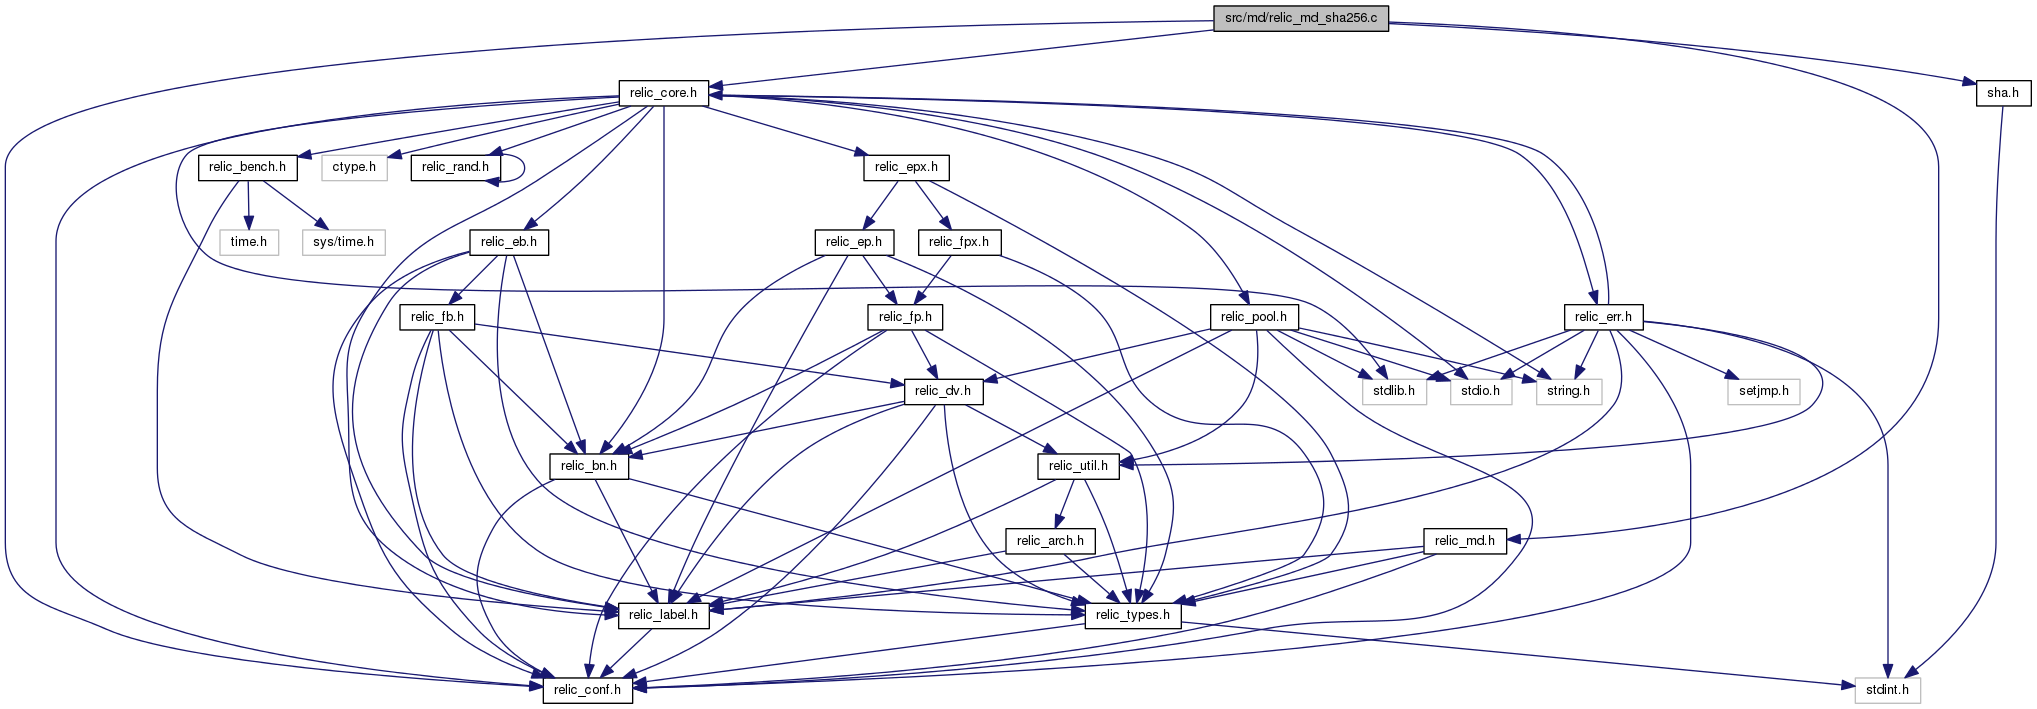 src/md/relic_md_sha256.c
relic_core.h
sha.h
relic_bench.h
ctype.h
relic_rand.h
relic_epx.h
time.h
sys/time.h
relic_eb.h
relic_ep.h
relic_fpx.h
relic_fb.h
relic_fp.h
relic_pool.h
relic_err.h
relic_dv.h
stdlib.h
stdio.h
string.h
setjmp.h
relic_bn.h
relic_util.h
relic_arch.h
relic_md.h
relic_label.h
relic_types.h
relic_conf.h
stdint.h